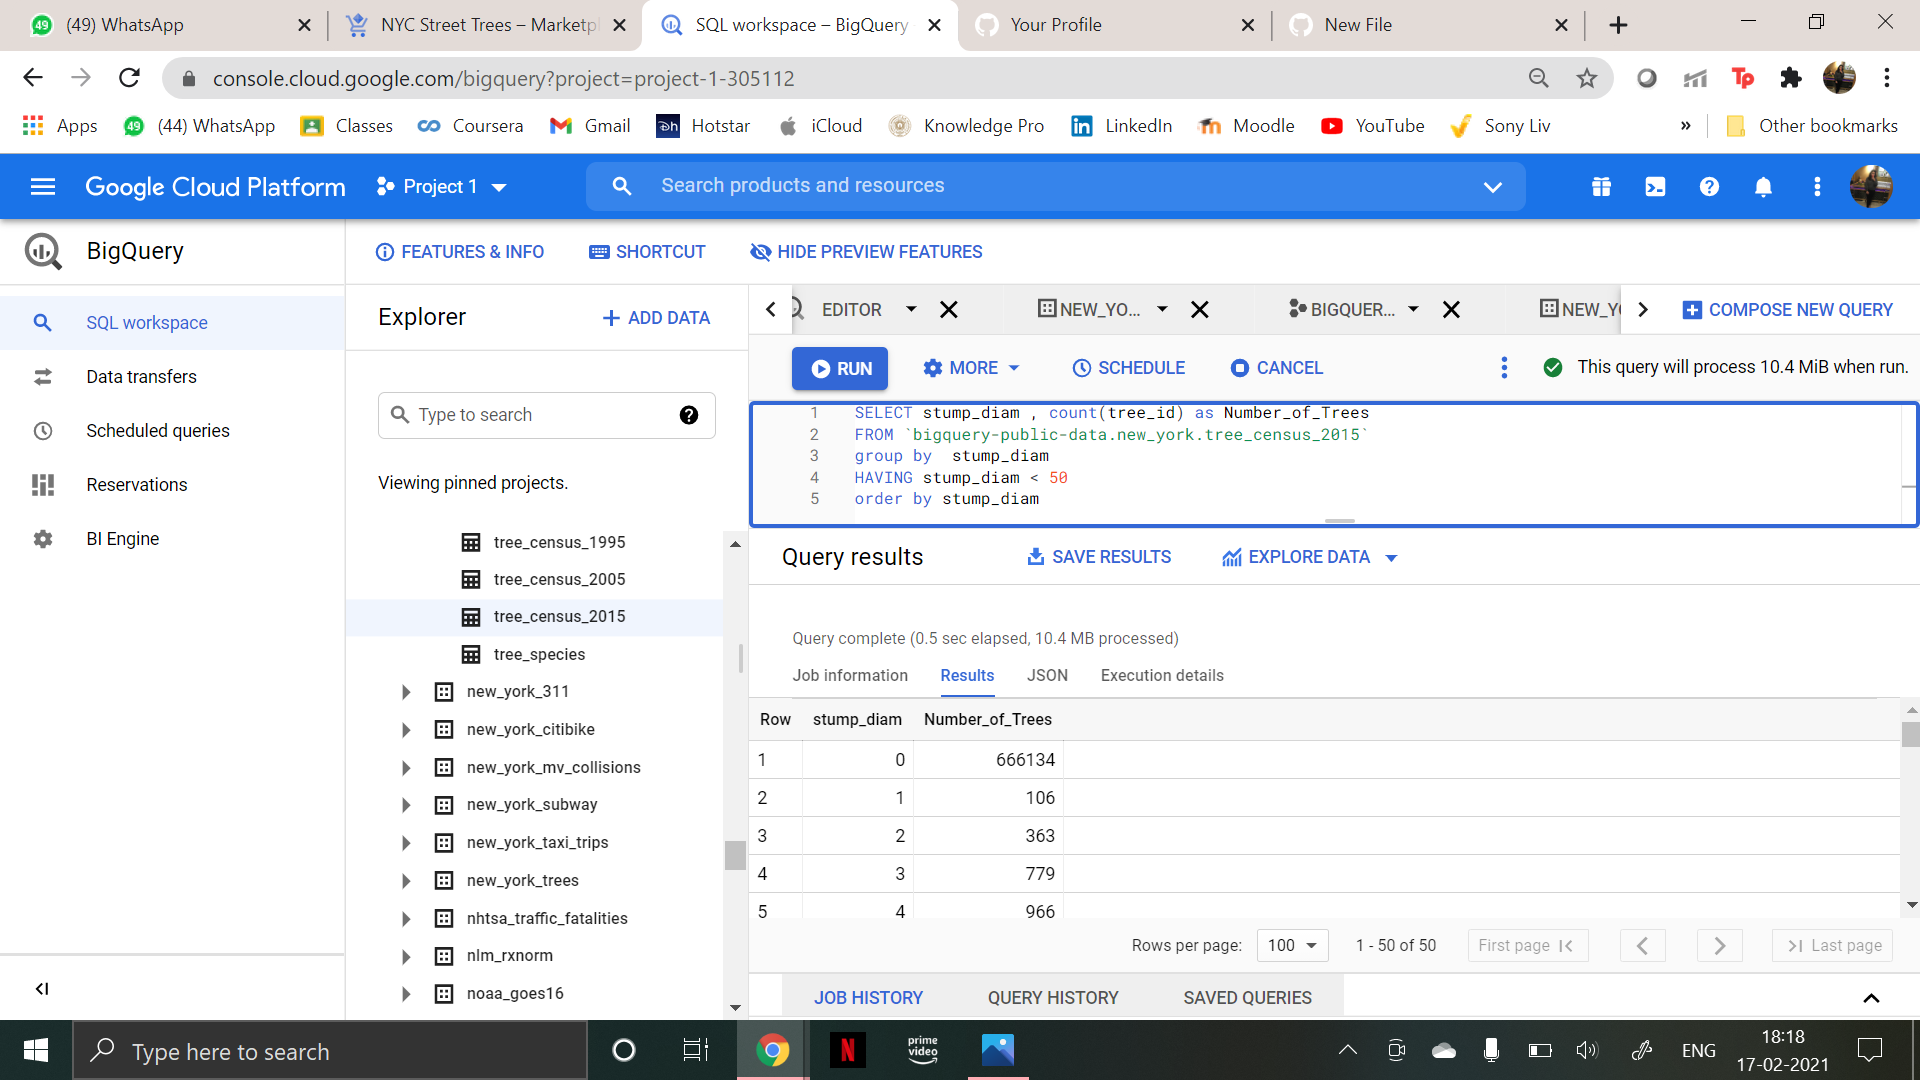 49 (49) WhatsApp
NYC Street Trees – Marketpl
SQL workspace – BigQuery
Your Profile
New File
console.cloud.google.com/bigquery?project=project-1-305112
Tp
Apps
49 (44) WhatsApp
Classes
Coursera
Gmail
Dh Hotstar
iCloud
Knowledge Pro
LinkedIn
Moodle
YouTube
Sony Liv
»
Other bookmarks
Google Cloud Platform
Project 1
Search products and resources
BigQuery
FEATURES & INFO
SHORTCUT
HIDE PREVIEW FEATURES
SQL workspace
Data transfers
Scheduled queries
Reservations
BI Engine
Explorer
+ ADD DATA
Type to search
Viewing pinned projects.
tree_census_1995
tree_census_2005
tree_census_2015
tree_species
new_york_311
new_york_citibike
new_york_mv_collisions
new_york_subway
new_york_taxi_trips
new_york_trees
nhtsa_traffic_fatalities
nlm_rxnorm
noaa_goes16
EDITOR
NEW_YO...
BIGQUER...
NEW_YO
COMPOSE NEW QUERY
RUN
MORE
SCHEDULE
CANCEL
This query will process 10.4 MiB when run.
1 SELECT stump_diam , count(tree_id) as Number_of_Trees
2 FROM `bigquery-public-data.new_york.tree_census_2015`
3 group by  stump_diam
4 HAVING stump_diam < 50
5 order by stump_diam
Query results
SAVE RESULTS
EXPLORE DATA
Query complete (0.5 sec elapsed, 10.4 MB processed)
Job information
Results
JSON
Execution details
Row stump_diam Number_of_Trees
1 0 666134
2 1 106
3 2 363
4 3 779
5 4 966
Rows per page: 100
1 - 50 of 50
First page
Last page
JOB HISTORY
QUERY HISTORY
SAVED QUERIES
Type here to search
N
prime
video
ENG
18:18
17-02-2021